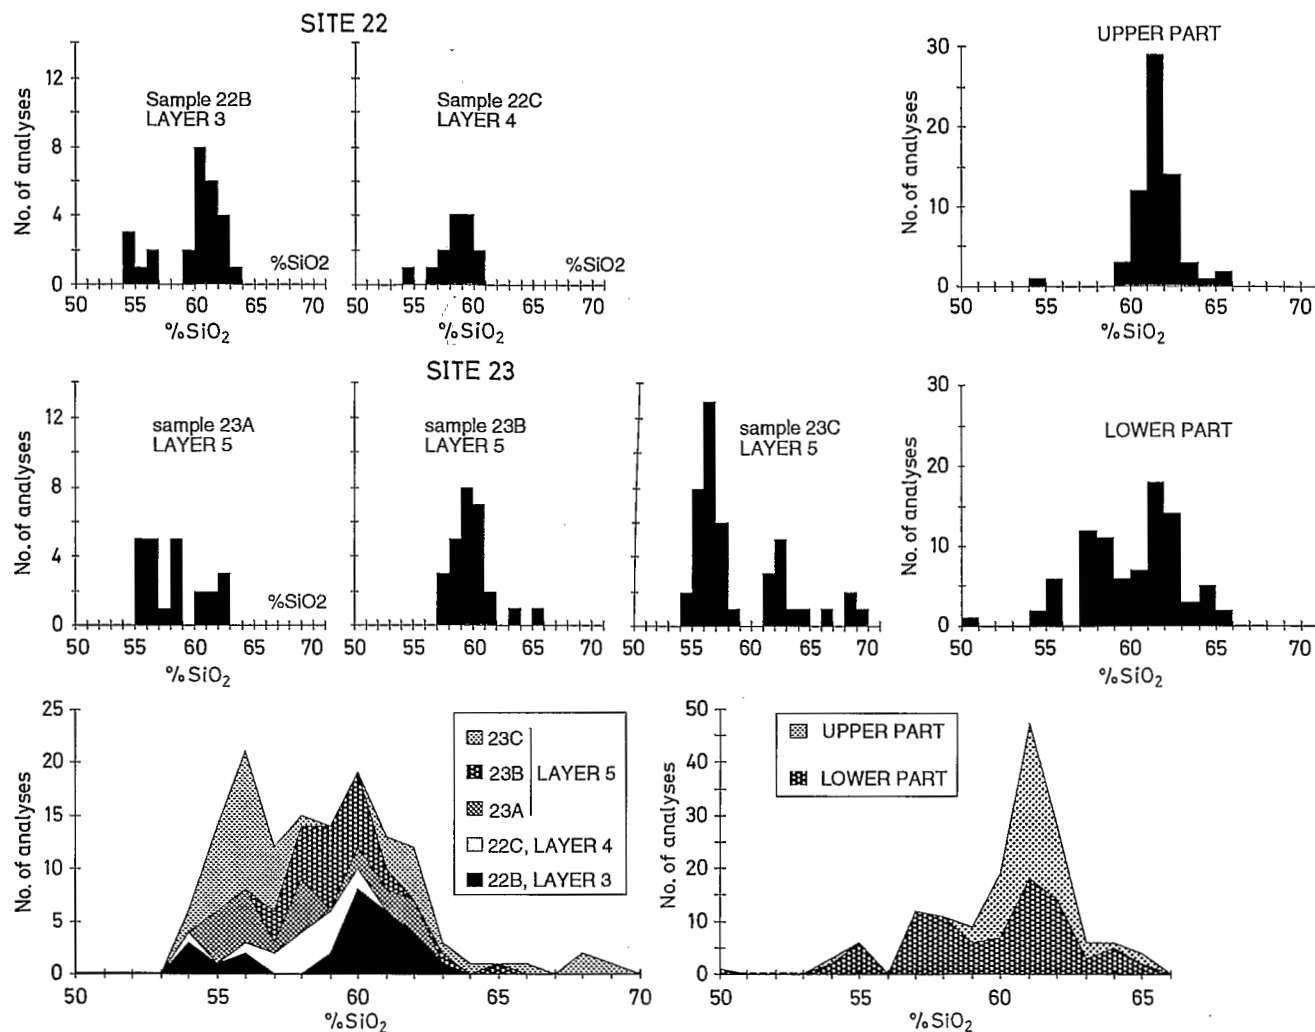 SITE 22
UPPER PART
Sample 22B
LAYER 3
Sample 22C
LAYER 4
No. of analyses
12
8
4
0
%SiO2
%SiO2
50 55 60 65 70
%SiO2
50 55 60 65 70
%SiO2
No. of analyses
30
20
10
0
50 60 65 70
%SiO2
SITE 23
sample 23A
LAYER 5
sample 23B
LAYER 5
sample 23C
LAYER 5
LOWER PART
No. of analyses
12
8
4
0
%SiO2
50 55 60 65 70
%SiO2
50 55 60 65 70
50 55 60 65 70
No. of analyses
30
20
10
0
50 55 60 65 70
%SiO2
No. of analyses
25
20
15
10
5
0
23C
23B
23A
LAYER 5
22C, LAYER 4
22B, LAYER 3
50 55 60 65 70
%SiO2
No. of analyses
50
40
30
20
10
0
UPPER PART
LOWER PART
50 55 60 65
%SiO2